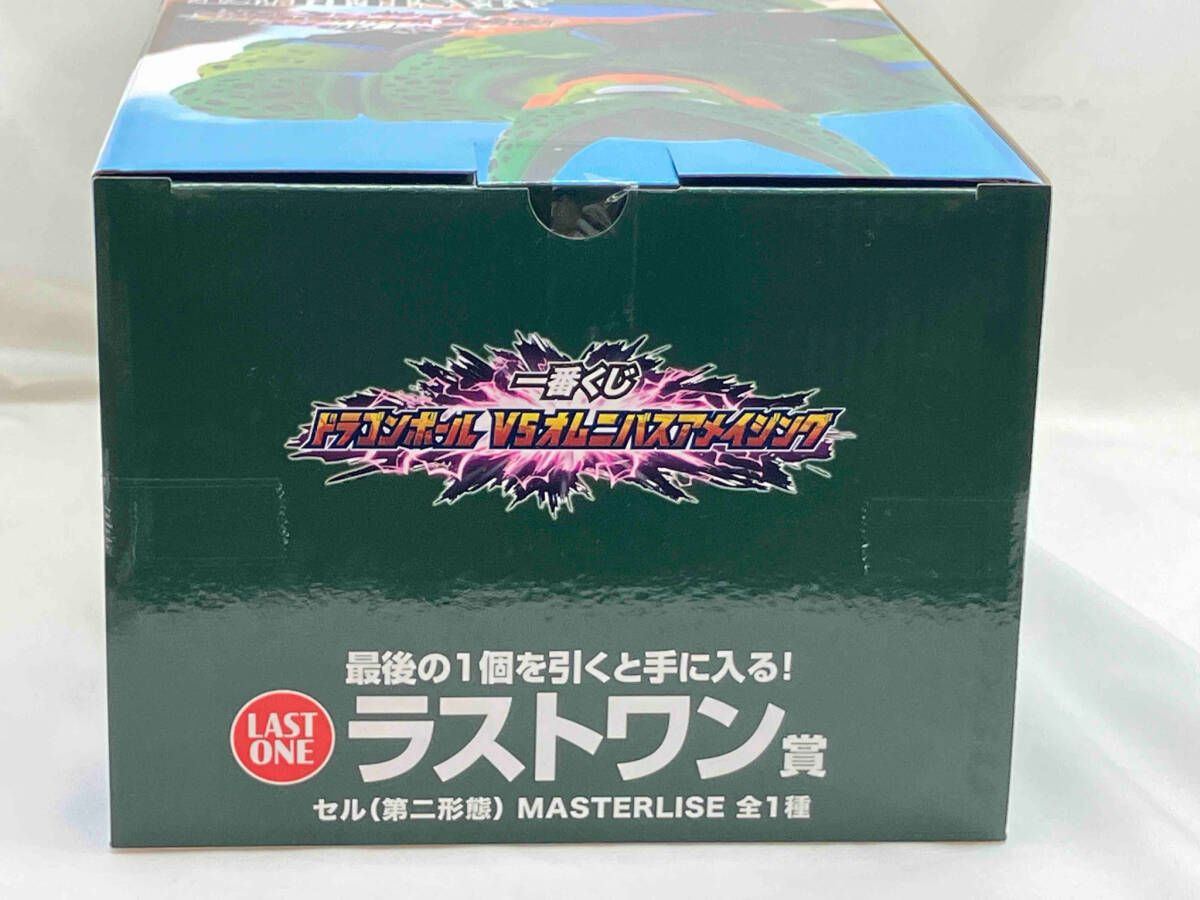 一番くじ
ドラゴンボール VSオムニバスアメイジング
最後の1個を引くと手に入る!
LAST
ONE
ラストワン賞
セル(第二形態) MASTERLISE 全1種